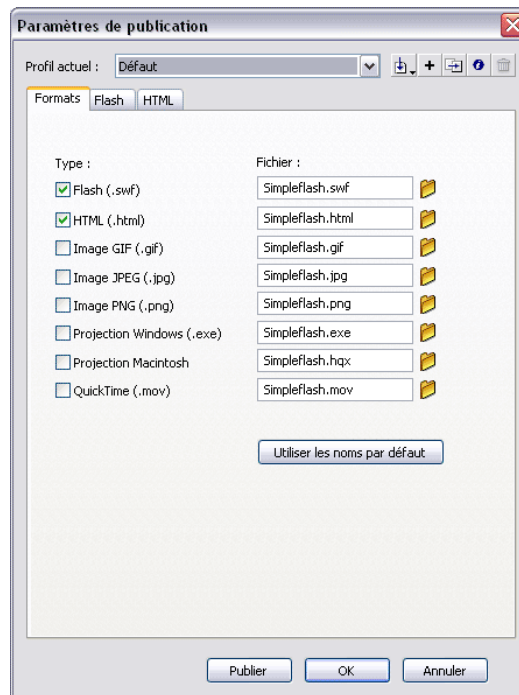 Paramètres de publication
Profil actuel : Défaut
Formats Flash HTML
Type : Fichier :
Flash (.swf) Simpleflash.swf
HTML (.html) Simpleflash.html
Image GIF (.gif) Simpleflash.gif
Image JPEG (.jpg) Simpleflash.jpg
Image PNG (.png) Simpleflash.png
Projection Windows (.exe) Simpleflash.exe
Projection Macintosh Simpleflash.hqx
QuickTime (.mov) Simpleflash.mov
Utiliser les noms par défaut
Publier OK Annuler